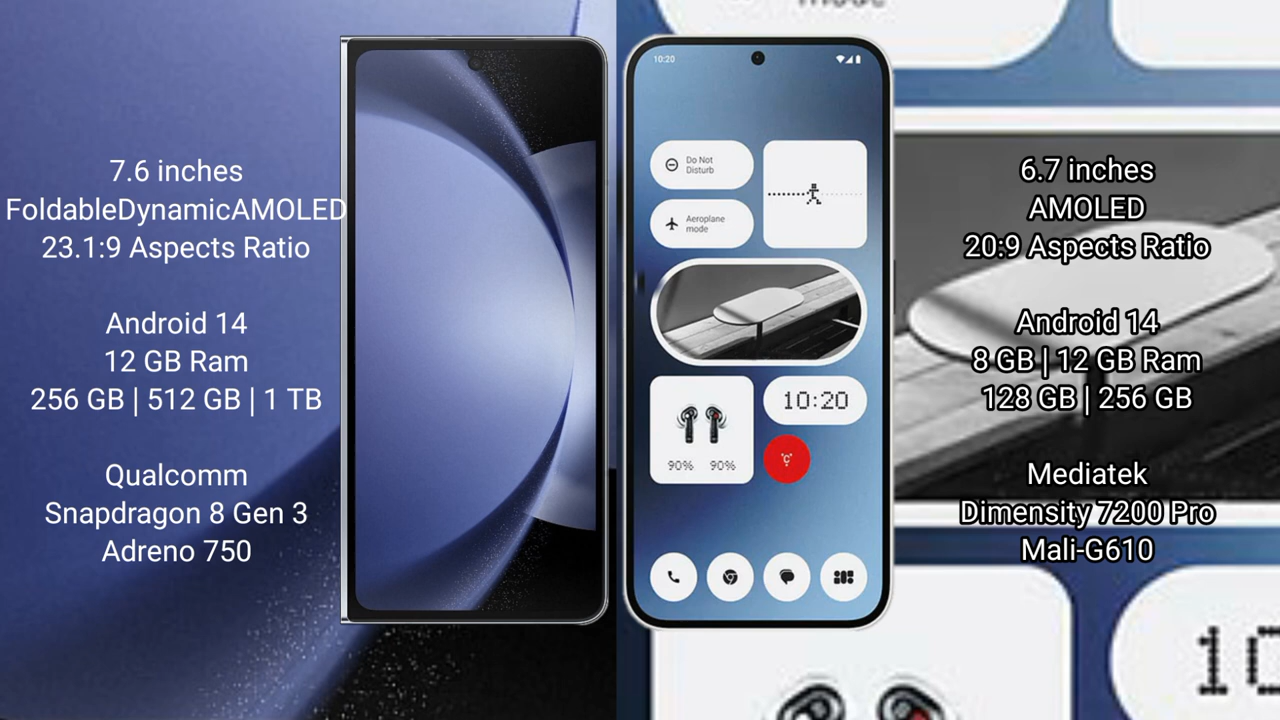 7.6 inches
FoldableDynamicAMOLED
23.1:9 Aspects Ratio
Android 14
12 GB Ram
256 GB | 512 GB | 1 TB
Qualcomm
Snapdragon 8 Gen 3
Adreno 750
10:20
Do Not
Disturb
Aeroplane
mode
10:20
90% 90%
6.7 inches
AMOLED
20:9 Aspects Ratio
Android 14
8 GB | 12 GB Ram
128 GB | 256 GB
Mediatek
Dimensity 7200 Pro
Mali-G610
mode
10